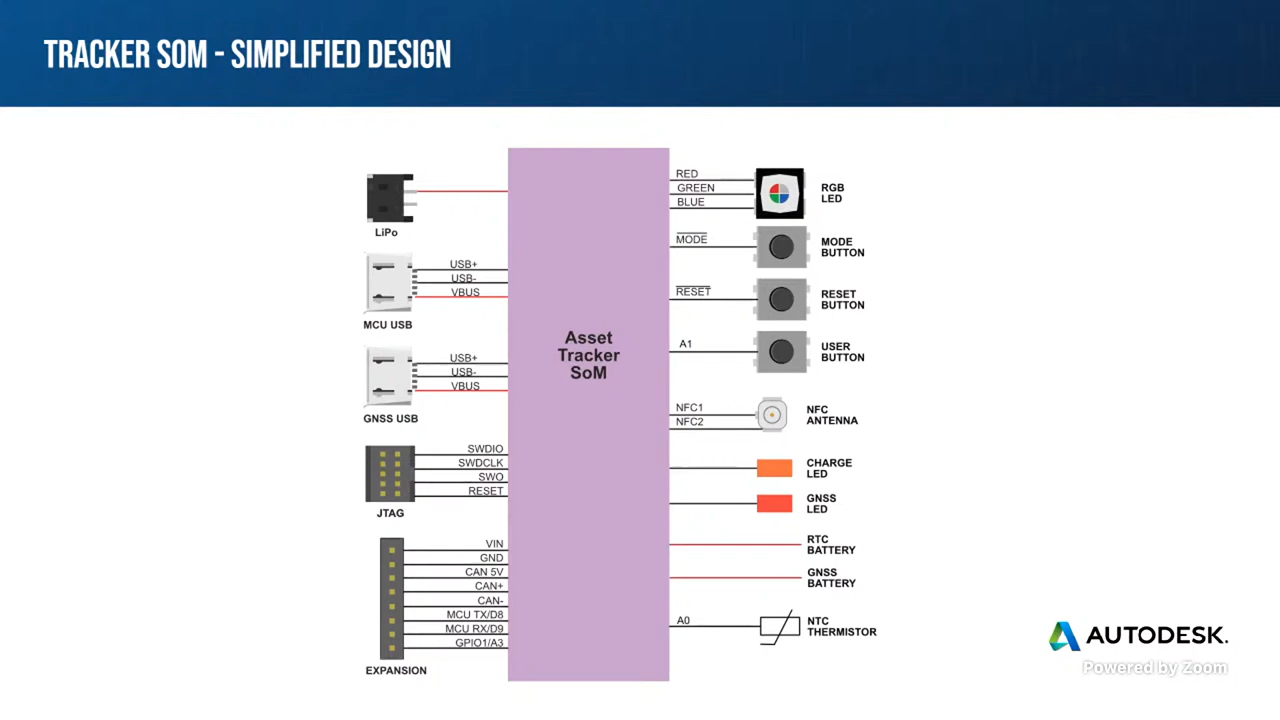 TRACKER SOM - SIMPLIFIED DESIGN
LiPo
USB+
USB-
VBUS
MCU USB
USB+
USB-
VBUS
GNSS USB
SWDIO
SWDCLK
SWO
RESET
JTAG
VIN
GND
CAN 5V
CAN+
CAN-
MCU TX/D8
MCU RX/D9
GPIO1/A3
EXPANSION
Asset
Tracker
SoM
RED
GREEN
BLUE
RGB
LED
MODE
MODE
BUTTON
RESET
RESET
BUTTON
A1
USER
BUTTON
NFC1
NFC2
NFC
ANTENNA
CHARGE
LED
GNSS
LED
RTC
BATTERY
GNSS
BATTERY
A0
NTC
THERMISTOR
AUTODESK.
Powered by Zoom